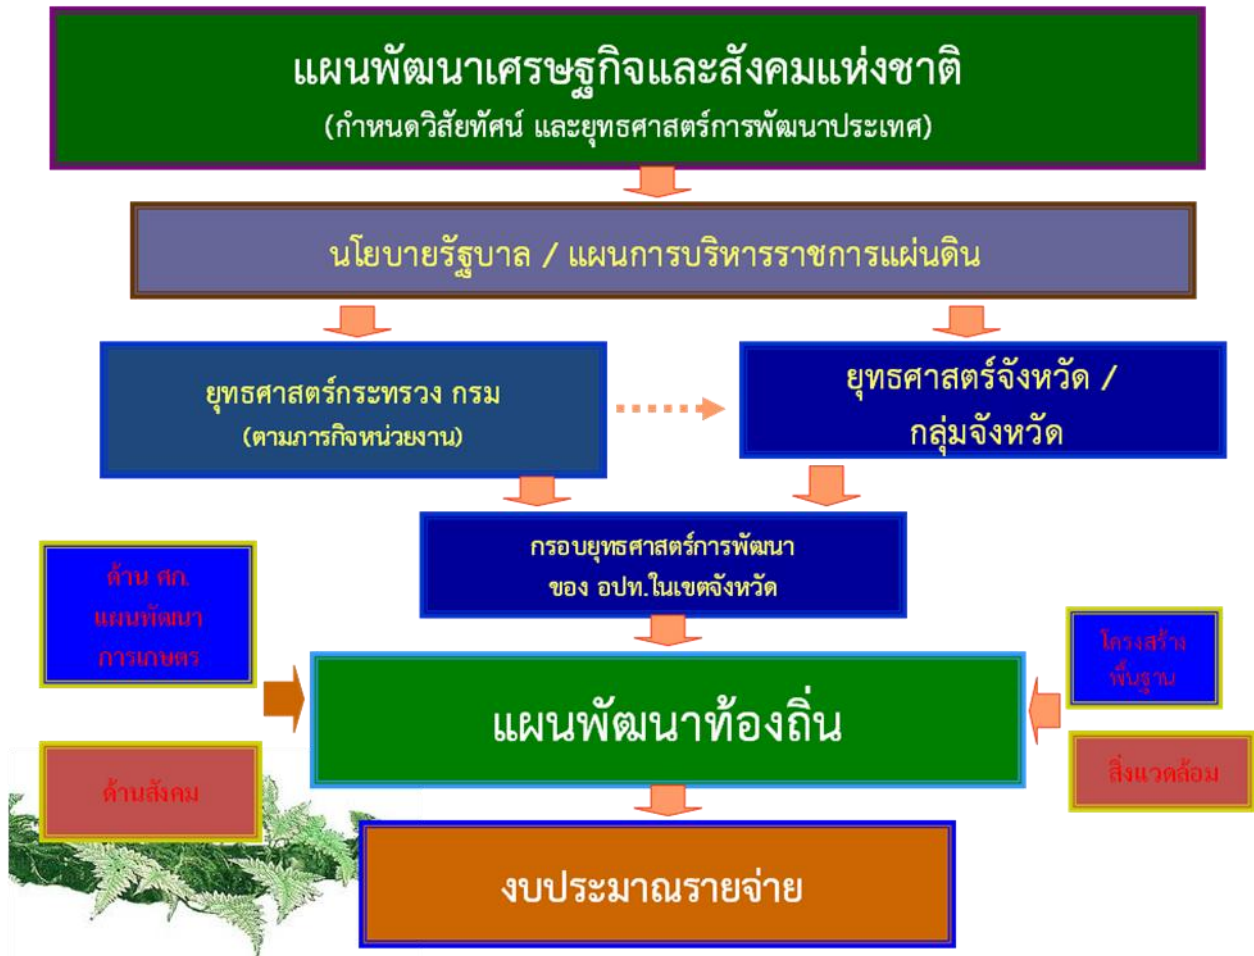 แผนพัฒนาเศรษฐกิจและสังคมแห่งชาติ
(กำหนดวิสัยทัศน์ และยุทธศาสตร์การพัฒนาประเทศ)
นโยบายรัฐบาล / แผนการบริหารราชการแผ่นดิน
ยุทธศาสตร์กระทรวง กรม
(ตามภารกิจหน่วยงาน)
ยุทธศาสตร์จังหวัด /
กลุ่มจังหวัด
กรอบยุทธศาสตร์การพัฒนา
ของ อปท.ในเขตจังหวัด
ด้าน ศก.
แผนพัฒนา
การเกษตร
โครงสร้าง
พื้นฐาน
แผนพัฒนาท้องถิ่น
ด้านสังคม
สิ่งแวดล้อม
งบประมาณรายจ่าย